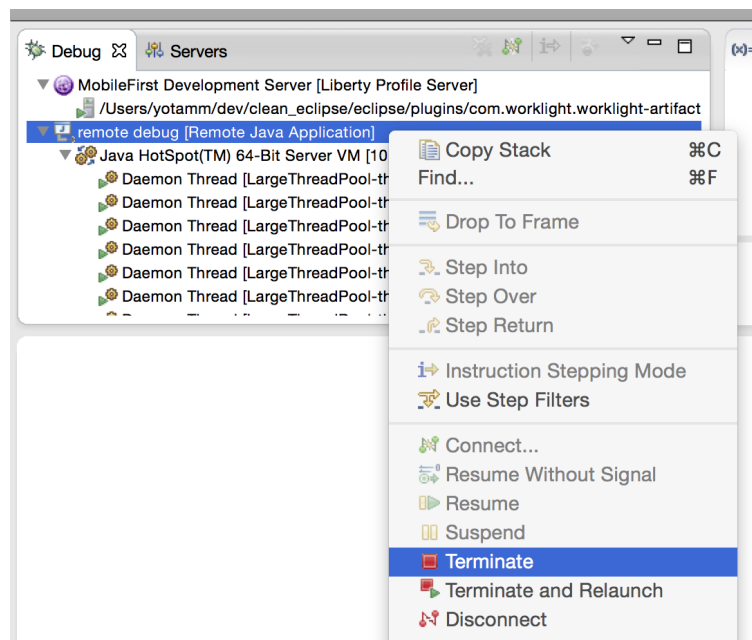 Debug Servers
(x)=
MobileFirst Development Server [Liberty Profile Server]
/Users/yotamm/dev/clean_eclipse/eclipse/plugins/com.worklight.worklight-artifact
remote debug [Remote Java Application]
Java HotSpot(TM) 64-Bit Server VM [10
Daemon Thread [LargeThreadPool-th
Daemon Thread [LargeThreadPool-th
Daemon Thread [LargeThreadPool-th
Daemon Thread [LargeThreadPool-th
Daemon Thread [LargeThreadPool-th
Daemon Thread [LargeThreadPool-th
Copy Stack ⌘C
Find... ⌘F
Drop To Frame
Step Into
Step Over
Step Return
Instruction Stepping Mode
Use Step Filters
Connect...
Resume Without Signal
Resume
Suspend
Terminate
Terminate and Relaunch
Disconnect